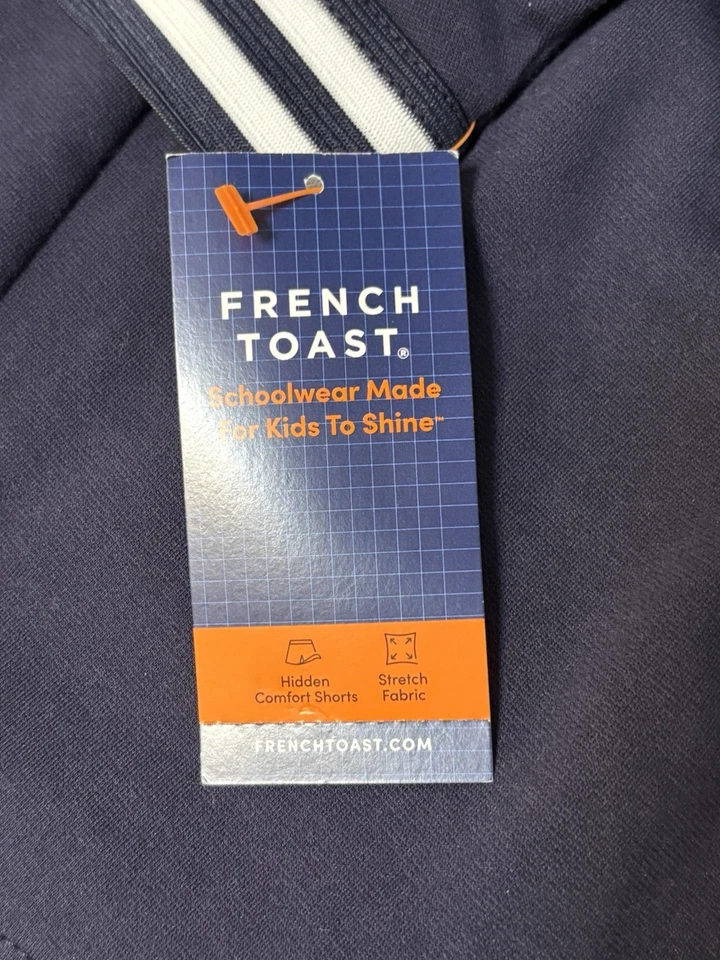 FRENCH
TOAST®
Schoolwear Made
For Kids To Shine™
Hidden
Comfort Shorts
Stretch
Fabric
FRENCHTOAST.COM